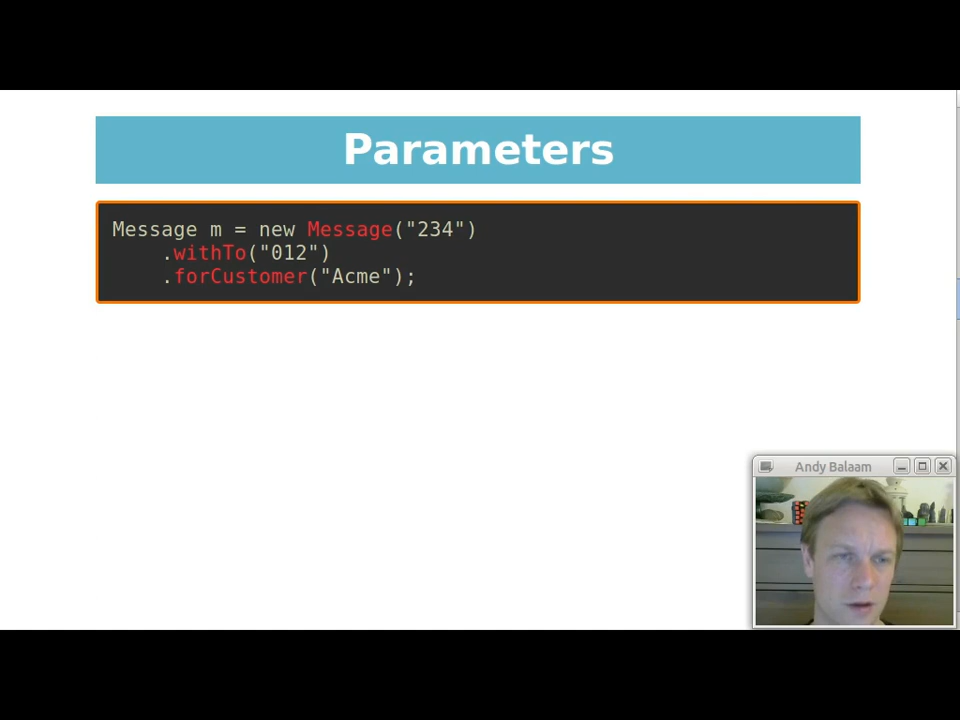 Parameters
Message m = new Message("234")
    .withTo("012")
    .forCustomer("Acme");
Andy Balaam